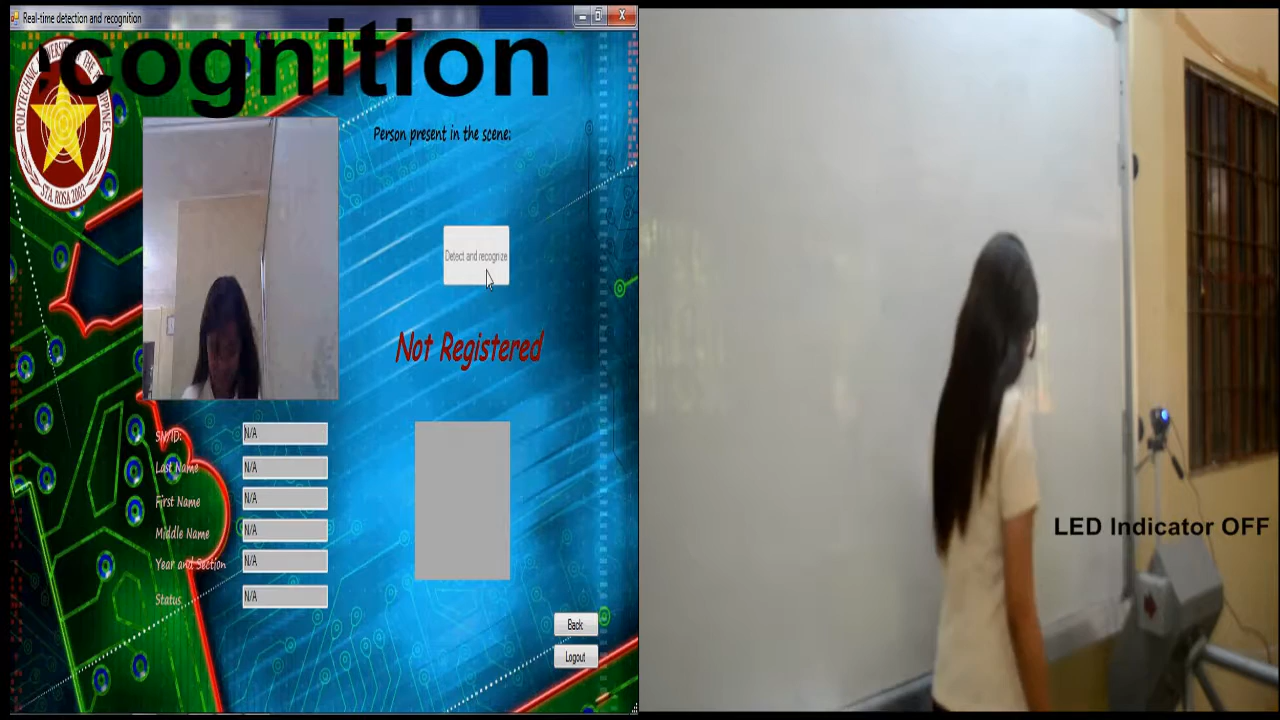 Real-time detection and recognition
cognition
POLYTECHNIC UNIVERSITY OF THE PHILIPPINES
STA. ROSA 2003
Person present in the scene:
Detect and recognize
Not Registered
SN/ID: N/A
Last Name N/A
First Name N/A
Middle Name N/A
Year and Section N/A
Status N/A
Back
Logout
LED Indicator OFF